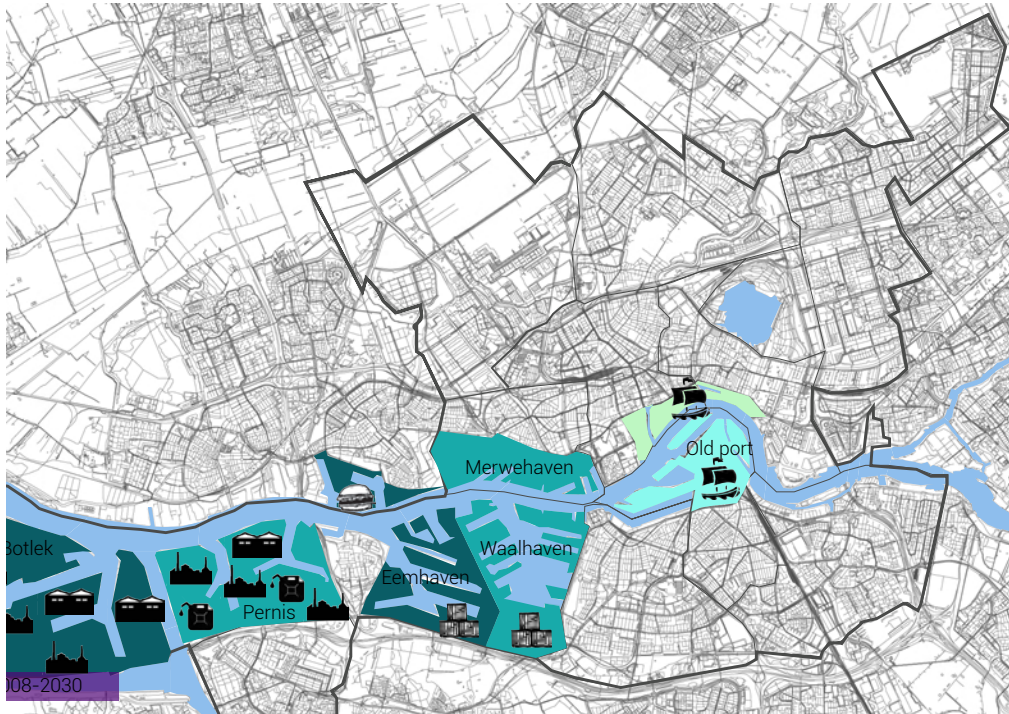 Merwehaven
Old port
Botlek
Waalhaven
Eemhaven
Pernis
008-2030